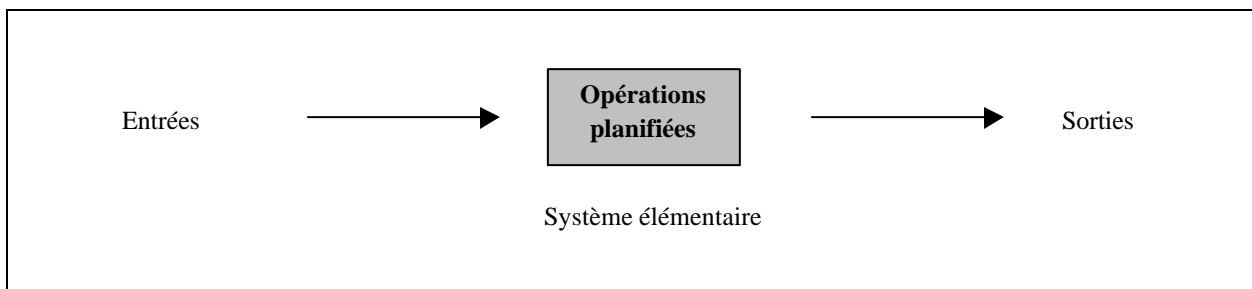 Entrées
Opérations
planifiées
Sorties
Système élémentaire